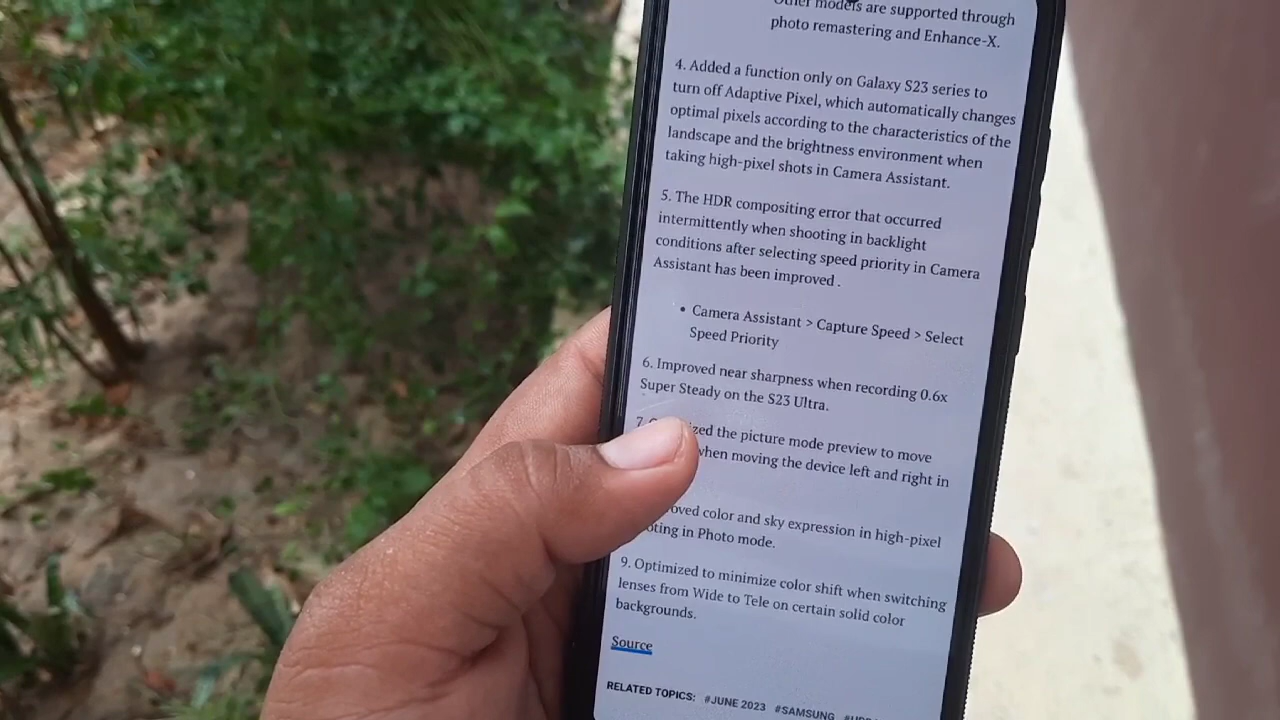 Other models are supported through
photo remastering and Enhance-X.
4. Added a function only on Galaxy S23 series to
turn off Adaptive Pixel, which automatically changes
optimal pixels according to the characteristics of the
landscape and the brightness environment when
taking high-pixel shots in Camera Assistant.
5. The HDR compositing error that occurred
intermittently when shooting in backlight
conditions after selecting speed priority in Camera
Assistant has been improved .
• Camera Assistant > Capture Speed > Select
Speed Priority
6. Improved near sharpness when recording 0.6x
Super Steady on the S23 Ultra.
7. the picture mode preview to move
when moving the device left and right in
color and sky expression in high-pixel
in Photo mode.
9. Optimized to minimize color shift when switching
lenses from Wide to Tele on certain solid color
backgrounds.
Source
RELATED TOPICS: #JUNE 2023 #SAMSUNG